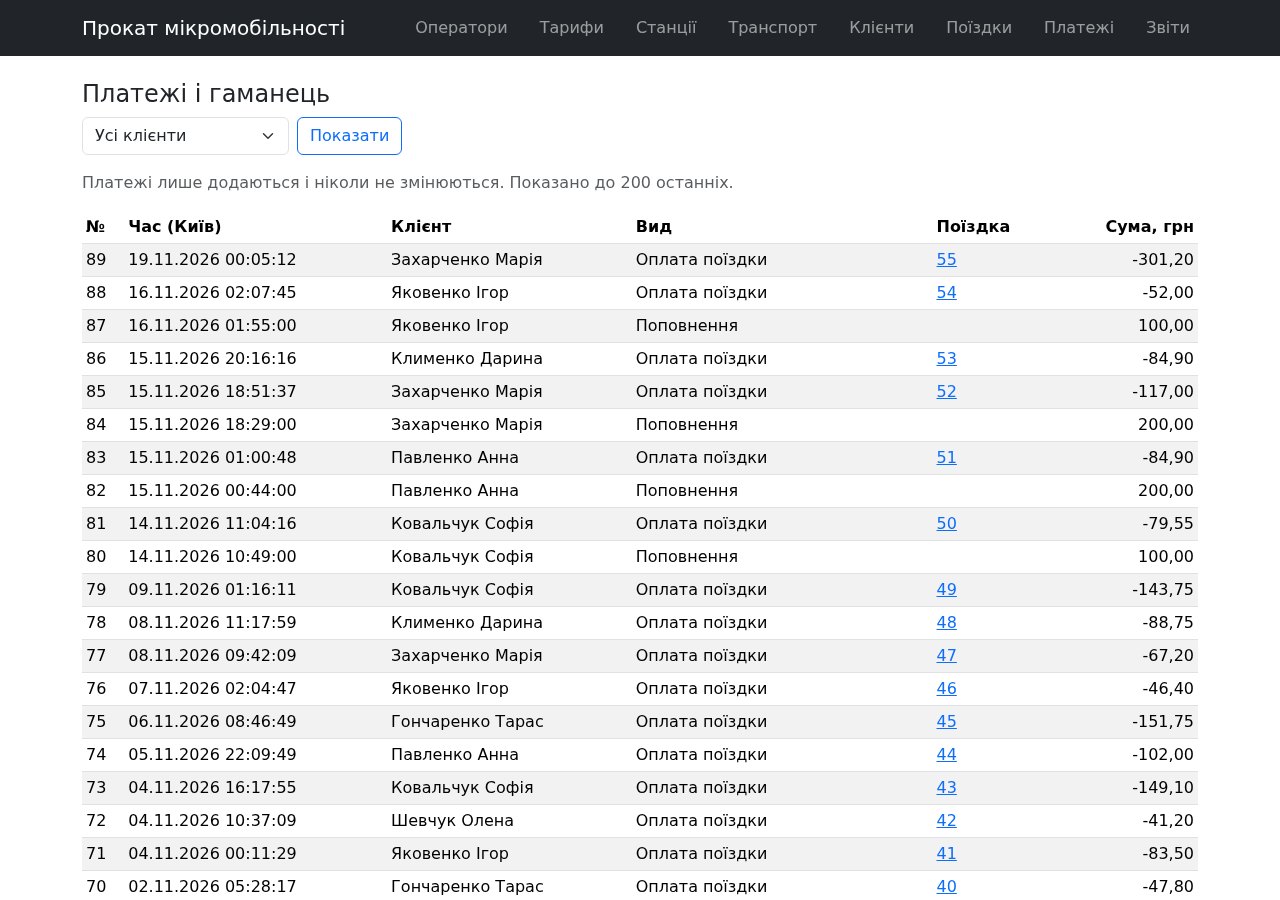 Прокат мікромобільності Оператори Тарифи Станції Транспорт Клієнти Поїздки Платежі Звіти
Платежі і гаманець
Усі клієнти Показати
Платежі лише додаються і ніколи не змінюються. Показано до 200 останніх.
№ Час (Київ) Клієнт Вид Поїздка Сума, грн
89 19.11.2026 00:05:12 Захарченко Марія Оплата поїздки 55 -301,20
88 16.11.2026 02:07:45 Яковенко Ігор Оплата поїздки 54 -52,00
87 16.11.2026 01:55:00 Яковенко Ігор Поповнення 100,00
86 15.11.2026 20:16:16 Клименко Дарина Оплата поїздки 53 -84,90
85 15.11.2026 18:51:37 Захарченко Марія Оплата поїздки 52 -117,00
84 15.11.2026 18:29:00 Захарченко Марія Поповнення 200,00
83 15.11.2026 01:00:48 Павленко Анна Оплата поїздки 51 -84,90
82 15.11.2026 00:44:00 Павленко Анна Поповнення 200,00
81 14.11.2026 11:04:16 Ковальчук Софія Оплата поїздки 50 -79,55
80 14.11.2026 10:49:00 Ковальчук Софія Поповнення 100,00
79 09.11.2026 01:16:11 Ковальчук Софія Оплата поїздки 49 -143,75
78 08.11.2026 11:17:59 Клименко Дарина Оплата поїздки 48 -88,75
77 08.11.2026 09:42:09 Захарченко Марія Оплата поїздки 47 -67,20
76 07.11.2026 02:04:47 Яковенко Ігор Оплата поїздки 46 -46,40
75 06.11.2026 08:46:49 Гончаренко Тарас Оплата поїздки 45 -151,75
74 05.11.2026 22:09:49 Павленко Анна Оплата поїздки 44 -102,00
73 04.11.2026 16:17:55 Ковальчук Софія Оплата поїздки 43 -149,10
72 04.11.2026 10:37:09 Шевчук Олена Оплата поїздки 42 -41,20
71 04.11.2026 00:11:29 Яковенко Ігор Оплата поїздки 41 -83,50
70 02.11.2026 05:28:17 Гончаренко Тарас Оплата поїздки 40 -47,80